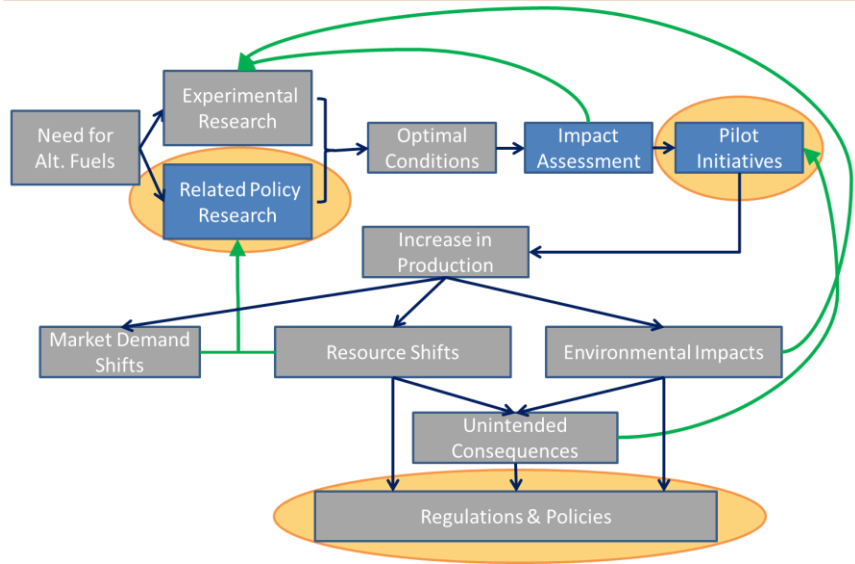 Experimental
Research
Need for
Alt. Fuels
Optimal
Conditions
Impact
Assessment
Pilot
Initiatives
Related Policy
Research
Increase in
Production
Market Demand
Shifts
Resource Shifts
Environmental Impacts
Unintended
Consequences
Regulations & Policies